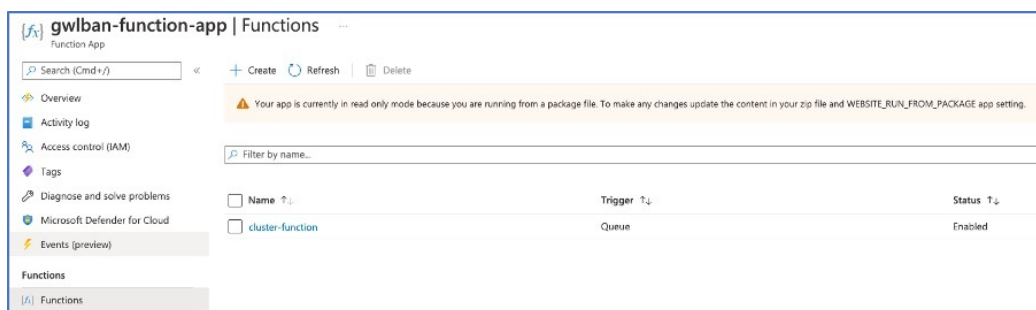 gwlban-function-app | Functions ...
Function App
Search (Cmd+/) «
Create Refresh Delete
Overview
Activity log
Access control (IAM)
Tags
Diagnose and solve problems
Microsoft Defender for Cloud
Events (preview)
Functions
Functions
Your app is currently in read only mode because you are running from a package file. To make any changes update the content in your zip file and WEBSITE_RUN_FROM_PACKAGE app setting.
Filter by name...
Name Trigger Status
cluster-function Queue Enabled